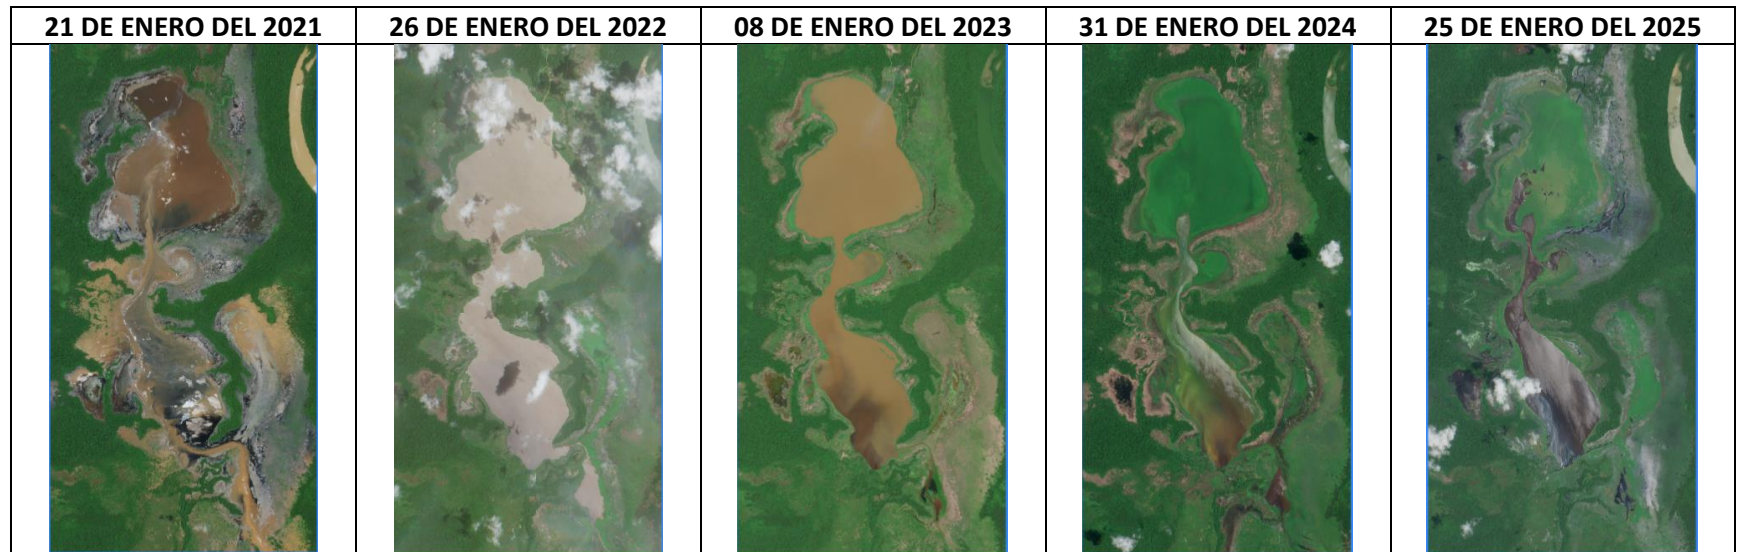 21 DE ENERO DEL 2021
26 DE ENERO DEL 2022
08 DE ENERO DEL 2023
31 DE ENERO DEL 2024
25 DE ENERO DEL 2025